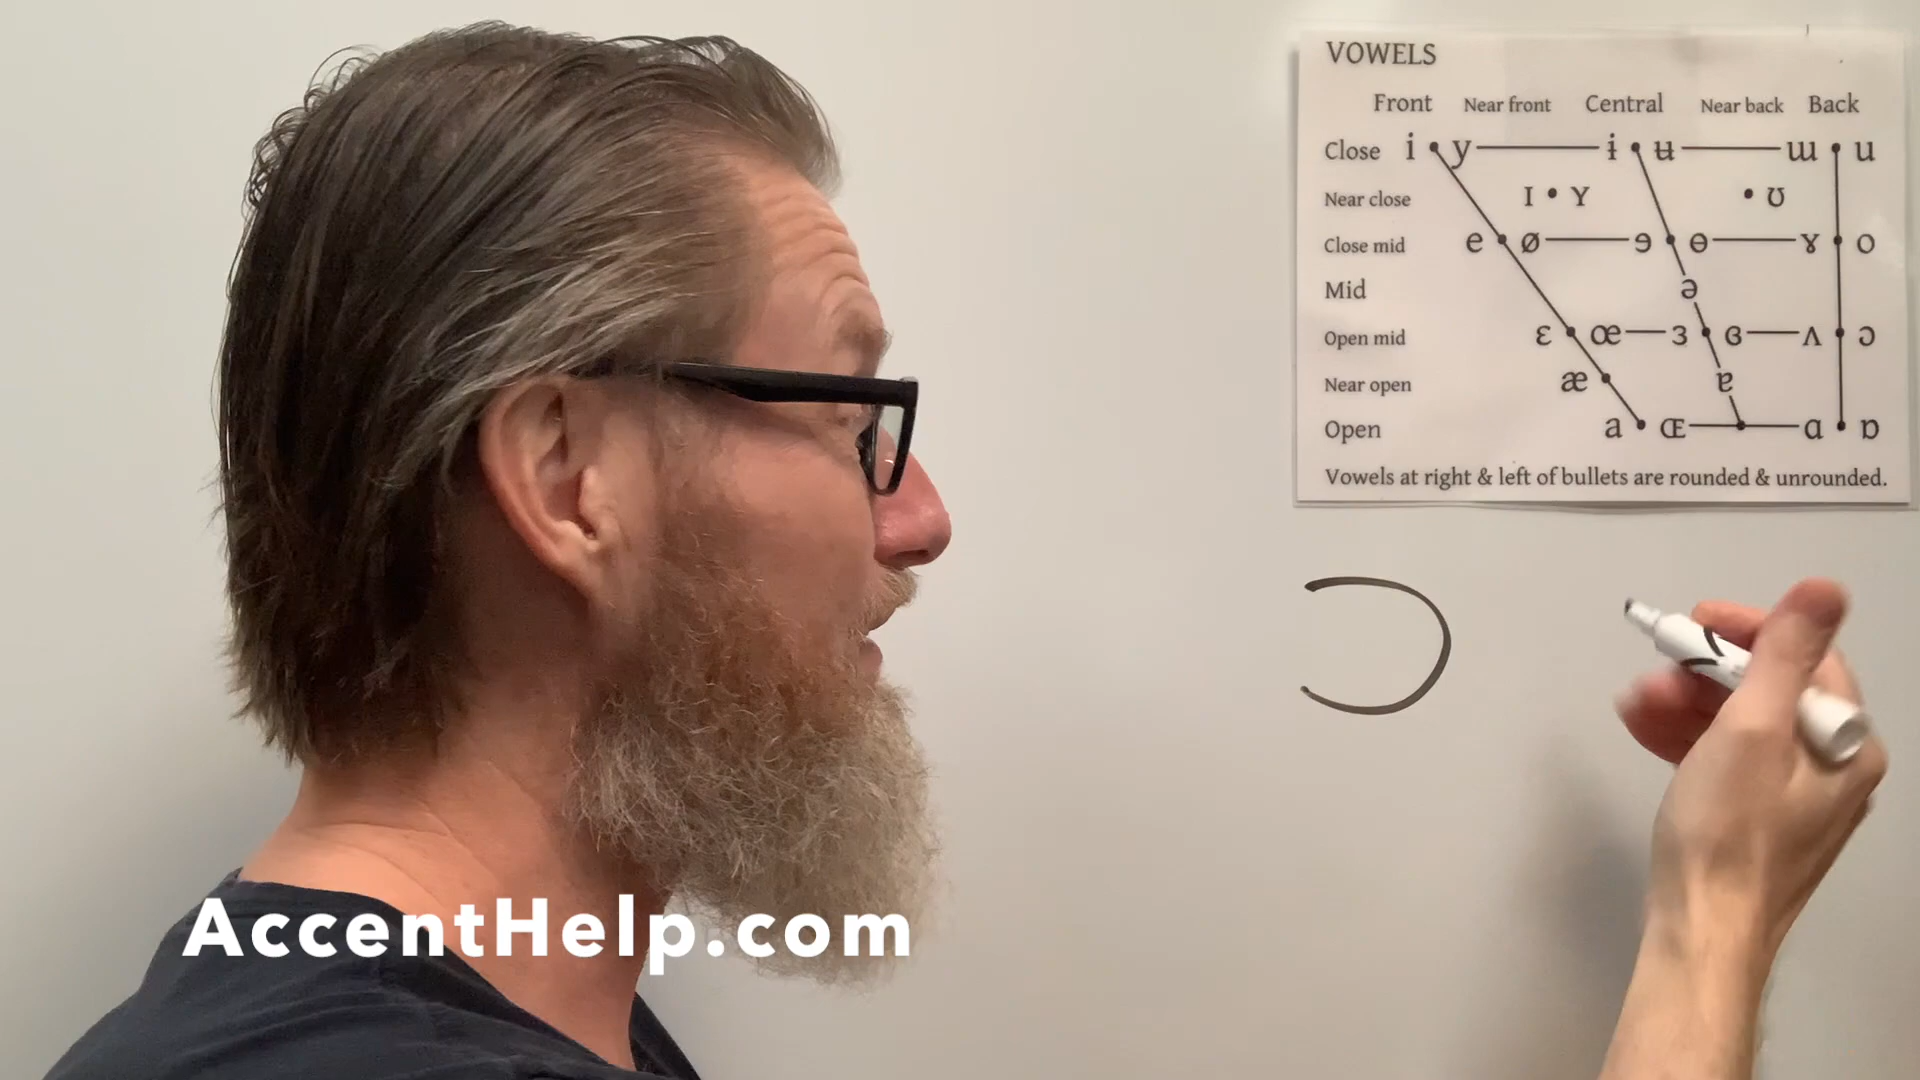 VOWELS
Front Near front Central Near back Back
Close i y ɨ ʉ ɯ u
Near close ɪ ʏ ʊ
Close mid e ø ɘ ɵ ɤ o
Mid ə
Open mid ɛ œ ɜ ɞ ʌ ɔ
Near open æ ɐ
Open a ɶ ɑ ɒ
Vowels at right & left of bullets are rounded & unrounded.
ɔ
AccentHelp.com